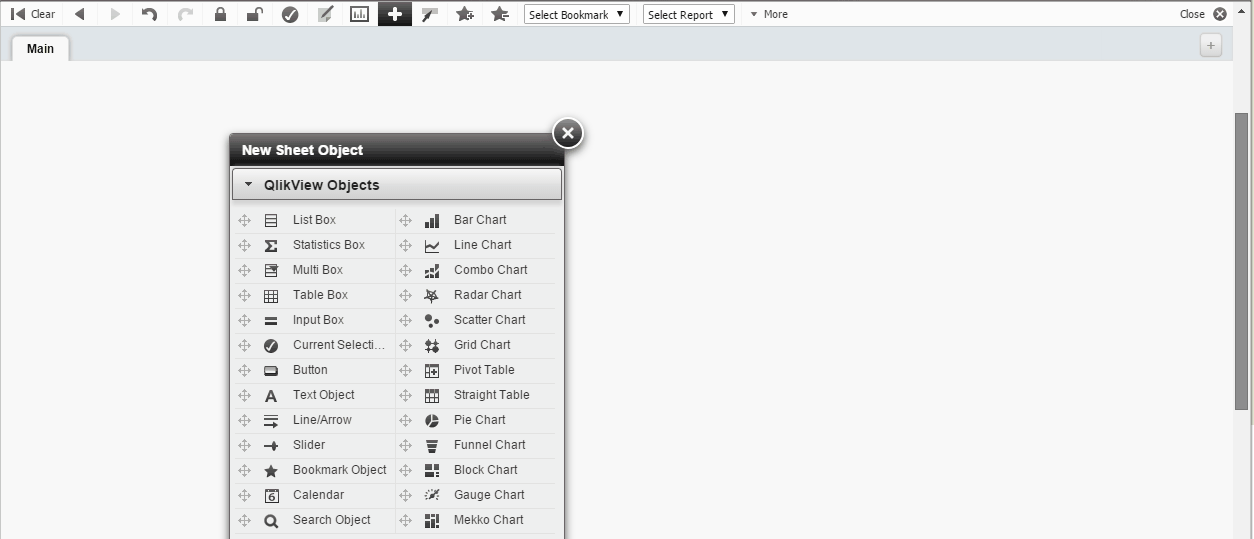 Clear Select Bookmark Select Report More Close
Main
New Sheet Object
QlikView Objects
List Box Bar Chart
Statistics Box Line Chart
Multi Box Combo Chart
Table Box Radar Chart
Input Box Scatter Chart
Current Selecti... Grid Chart
Button Pivot Table
Text Object Straight Table
Line/Arrow Pie Chart
Slider Funnel Chart
Bookmark Object Block Chart
Calendar Gauge Chart
Search Object Mekko Chart